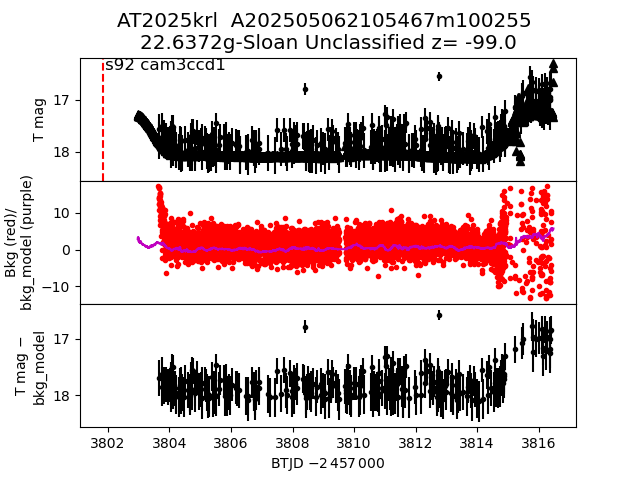 AT2025krl  A202505062105467m100255
22.6372g-Sloan Unclassified z= -99.0
s92 cam3ccd1
T mag
17
18
Bkg (red)/
bkg_model (purple)
10
0
−10
T mag −
bkg_model
17
18
3802 3804 3806 3808 3810 3812 3814 3816
BTJD −2 457 000